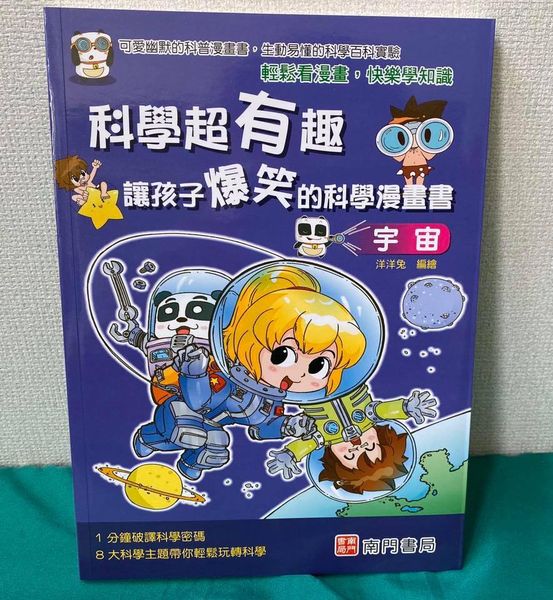 可愛幽默的科普漫畫書，生動易懂的科學百科實驗
輕鬆看漫畫，快樂學知識
科學超有趣
讓孩子爆笑的科學漫畫書
宇宙
洋洋兔 編繪
1分鐘破譯科學密碼
8大科學主題帶你輕鬆玩轉科學
南門書局
南門書局